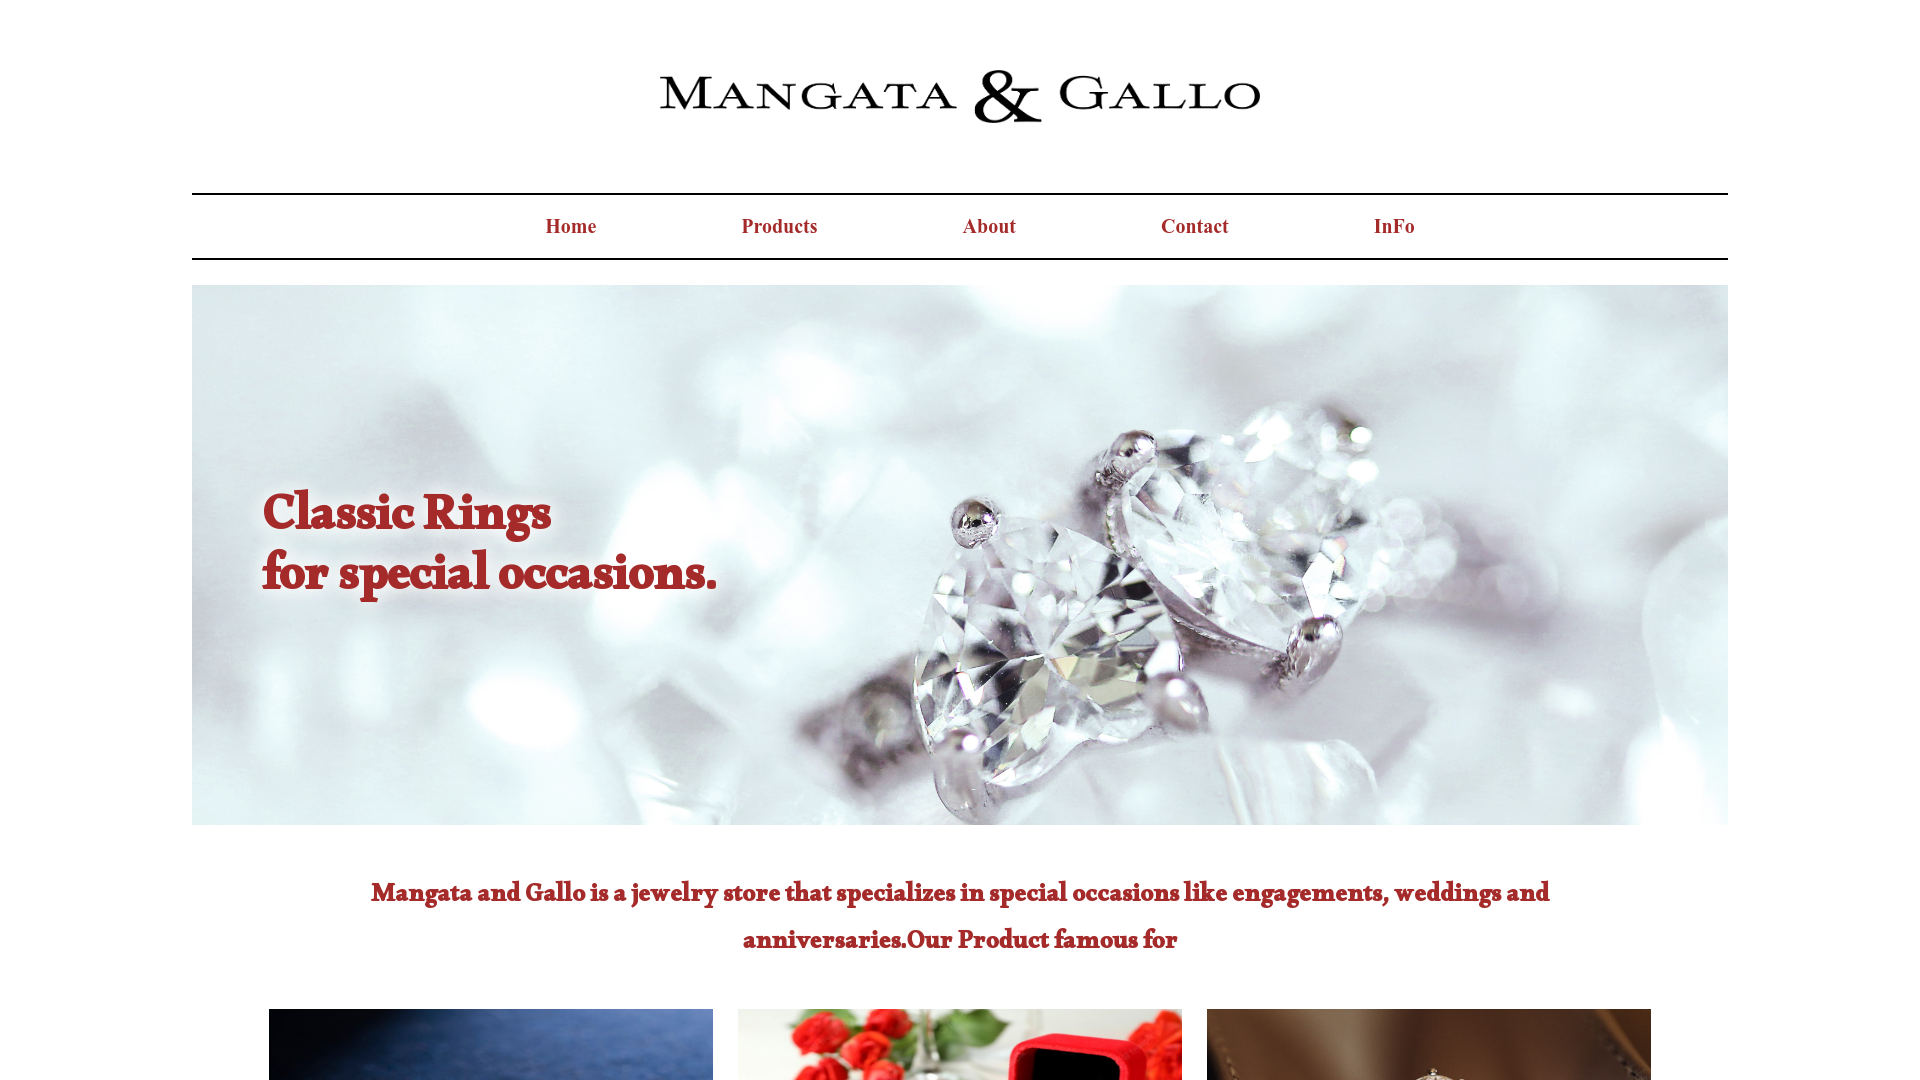 Mangata & Gallo
Home
Products
About
Contact
InFo
Classic Rings
for special occasions.
Mangata and Gallo is a jewelry store that specializes in special occasions like engagements, weddings and
anniversaries.Our Product famous for